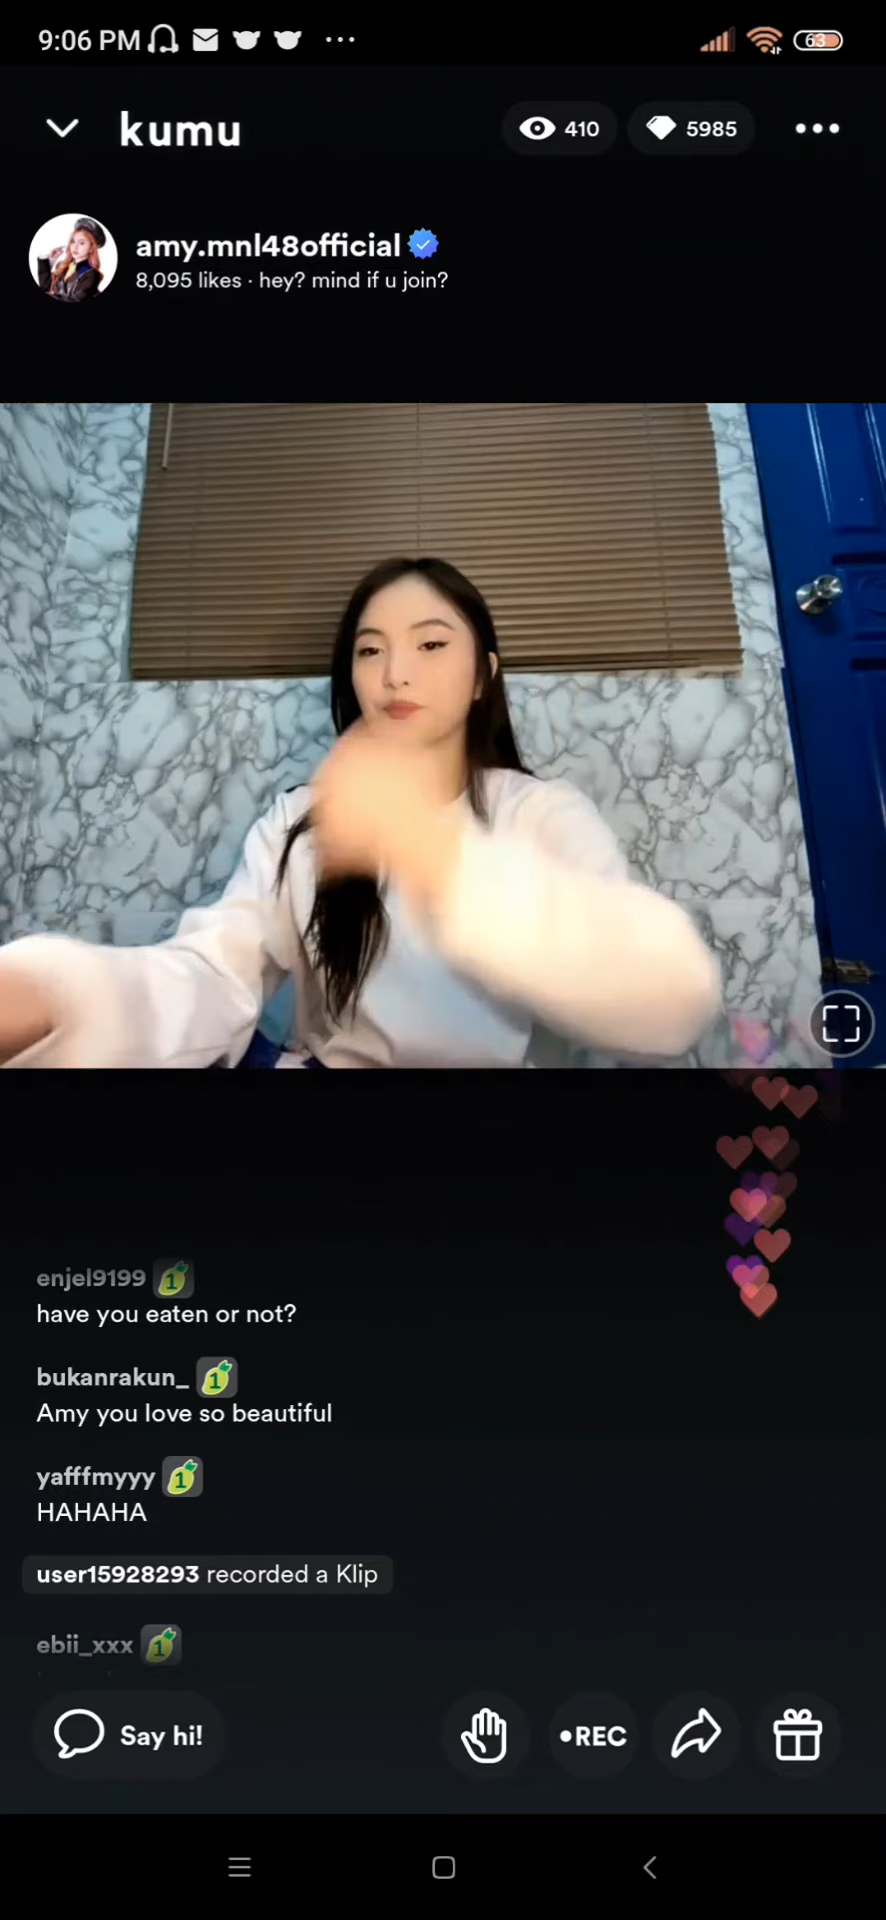 9:06 PM
63
kumu
410
5985
amy.mnl48official
8,095 likes · hey? mind if u join?
enjel9199 1
have you eaten or not?
bukanrakun_ 1
Amy you love so beautiful
yafffmyyy 1
HAHAHA
user15928293 recorded a Klip
ebii_xxx 1
Say hi!
•REC